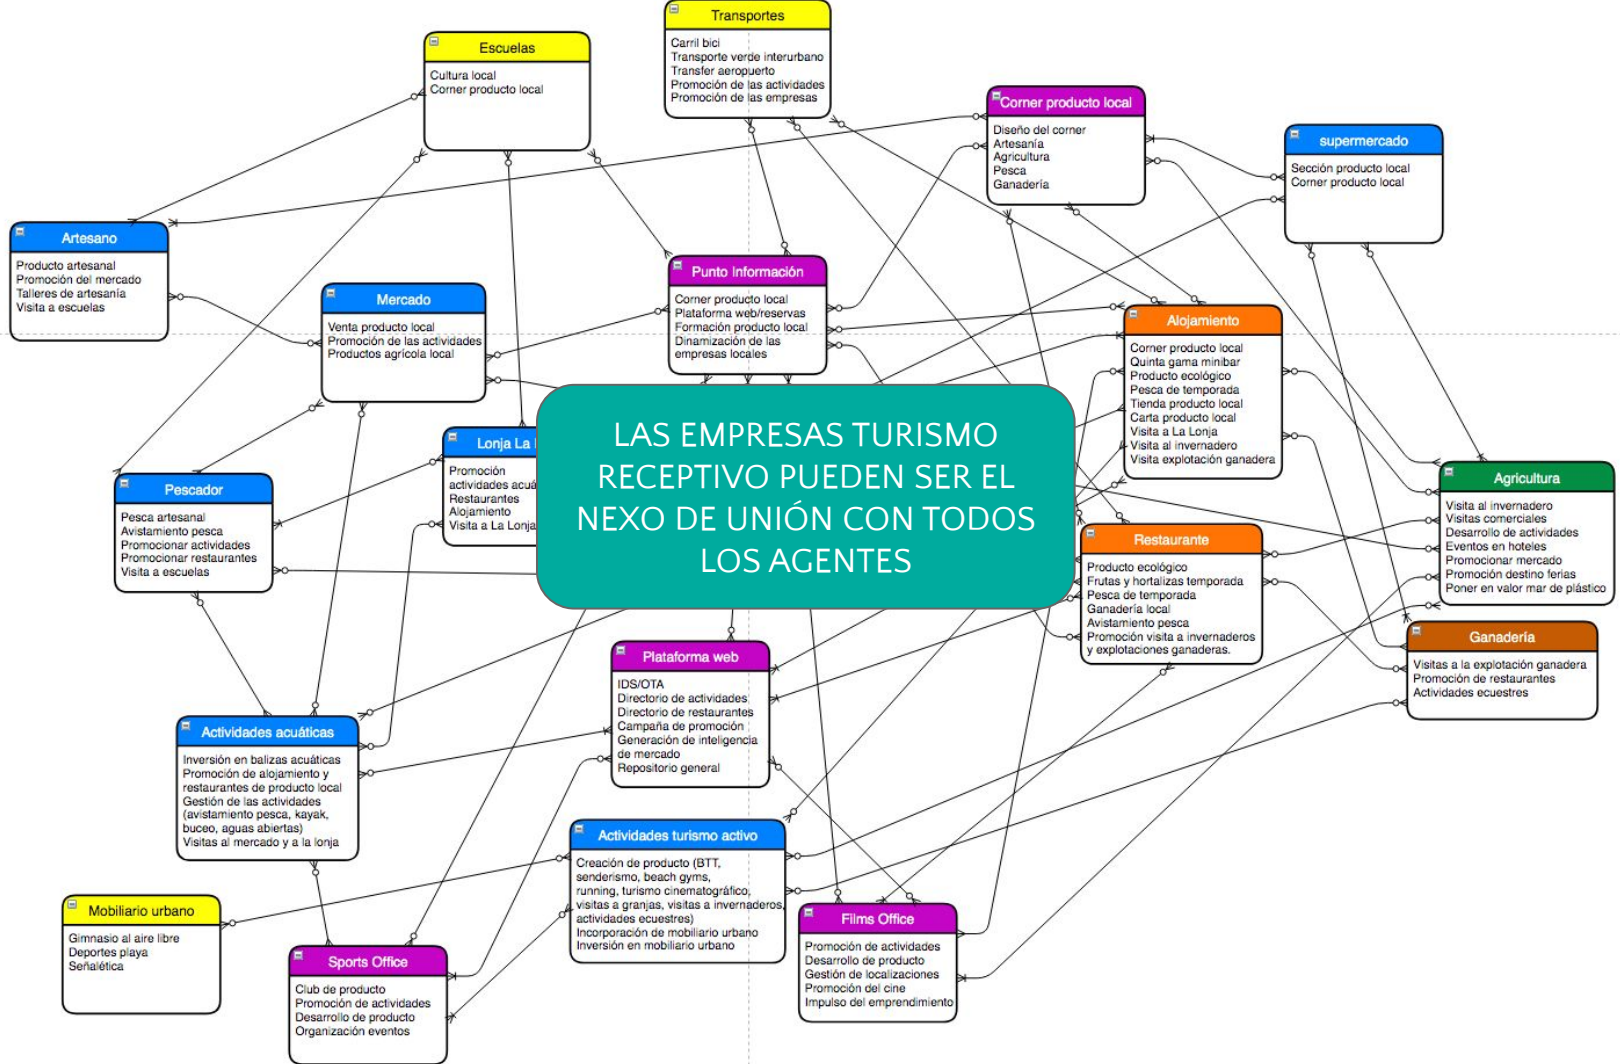 Transportes
Carril bici
Transporte verde interurbano
Transfer aeropuerto
Promoción de las actividades
Promoción de las empresas
Escuelas
Cultura local
Corner producto local
Corner producto local
Diseño del corner
Artesanía
Agricultura
Pesca
Ganadería
supermercado
Sección producto local
Corner producto local
Artesano
Producto artesanal
Promoción del mercado
Talleres de artesanía
Visita a escuelas
Mercado
Venta producto local
Promoción de las actividades
Productos agrícola local
Punto Información
Corner producto local
Plataforma web/reservas
Formación producto local
Dinamización de las
empresas locales
Alojamiento
Corner producto local
Quinta gama minibar
Producto ecológico
Pesca de temporada
Tienda producto local
Carta producto local
Visita a La Lonja
Visita al invernadero
Visita explotación ganadera
LAS EMPRESAS TURISMO
RECEPTIVO PUEDEN SER EL
NEXO DE UNIÓN CON TODOS
LOS AGENTES
Lonja La
Promoción
actividades
Restaurantes
Alojamiento
Visita a La Lonja
Pescador
Pesca artesanal
Avistamiento pesca
Promocionar actividades
Promocionar restaurantes
Visita a escuelas
Agricultura
Visita al invernadero
Visitas comerciales
Desarrollo de actividades
Eventos en hoteles
Promocionar mercado
Promoción destino ferias
Poner en valor mar de plástico
Restaurante
Producto ecológico
Frutas y hortalizas temporada
Pesca de temporada
Ganadería local
Avistamiento pesca
Promoción visita a invernaderos
y explotaciones ganaderas.
Ganadería
Visitas a la explotación ganadera
Promoción de restaurantes
Actividades ecuestres
Plataforma web
IDS/OTA
Directorio de actividades
Directorio de restaurantes
Campaña de promoción
Generación de inteligencia
de mercado
Repositorio general
Actividades acuáticas
Inversión en balizas acuáticas
Promoción de alojamiento y
restaurantes de producto local
Gestión de las actividades
(avistamiento pesca, kayak,
buceo, aguas abiertas)
Visitas al mercado y a la lonja
Actividades turismo activo
Creación de producto (BTT,
senderismo, beach gyms,
running, turismo cinematográfico,
visitas a granjas, visitas a invernaderos,
actividades ecuestres)
Incorporación de mobiliario urbano
Inversión en mobiliario urbano
Mobiliario urbano
Gimnasio al aire libre
Deportes playa
Señalética
Films Office
Promoción de actividades
Desarrollo de producto
Gestión de localizaciones
Promoción del cine
Impulso del emprendimiento
Sports Office
Club de producto
Promoción de actividades
Desarrollo de producto
Organización eventos